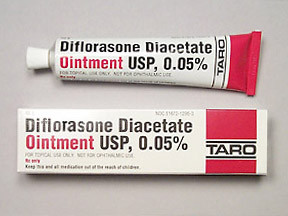 Diflorasone Diacetate
Ointment USP, 0.05%
FOR TOPICAL USE ONLY. NOT FOR OPHTHALMIC USE
TARO
Diflorasone Diacetate
Ointment USP, 0.05%
FOR TOPICAL USE ONLY. NOT FOR OPHTHALMIC USE
Rx only
Keep this and all medication out of the reach of children.
TARO